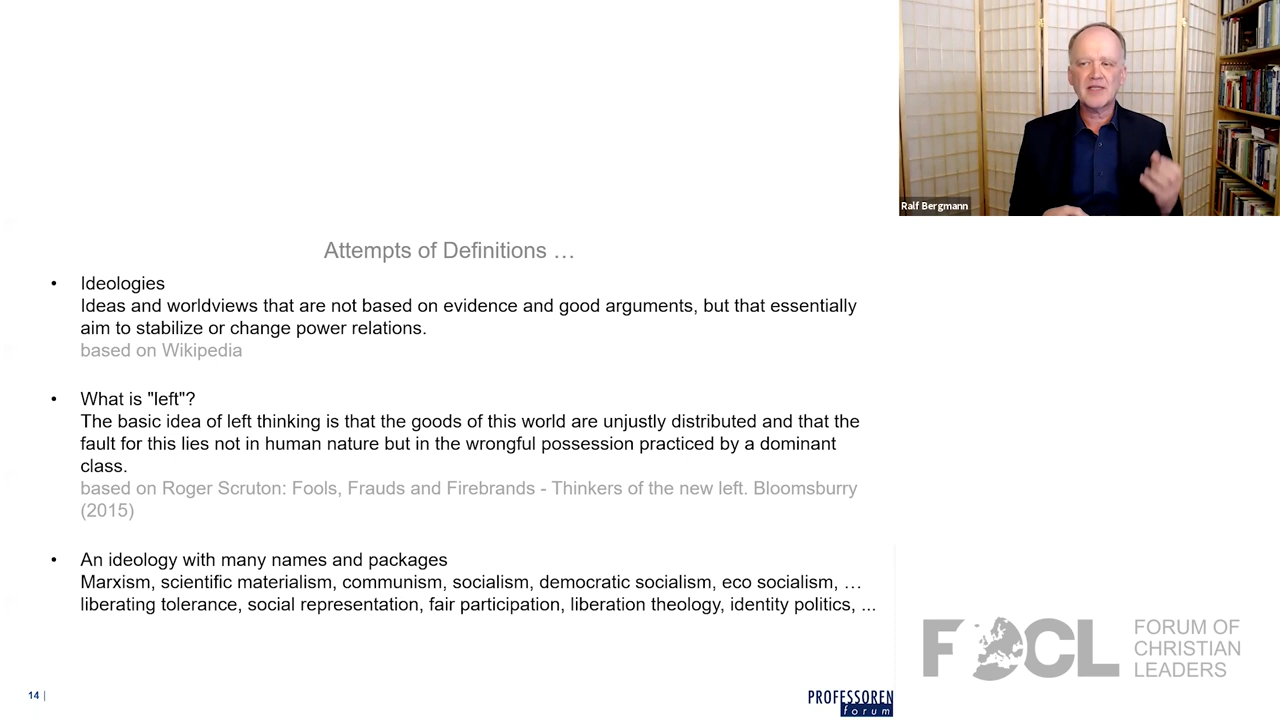 Ralf Bergmann
Attempts of Definitions …
• Ideologies
Ideas and worldviews that are not based on evidence and good arguments, but that essentially
aim to stabilize or change power relations.
based on Wikipedia
• What is "left"?
The basic idea of left thinking is that the goods of this world are unjustly distributed and that the
fault for this lies not in human nature but in the wrongful possession practiced by a dominant
class.
based on Roger Scruton: Fools, Frauds and Firebrands - Thinkers of the new left. Bloomsburry
(2015)
• An ideology with many names and packages
Marxism, scientific materialism, communism, socialism, democratic socialism, eco socialism, …
liberating tolerance, social representation, fair participation, liberation theology, identity politics, ...
FOCL
FORUM OF
CHRISTIAN
LEADERS
14 |
PROFESSOREN
forum